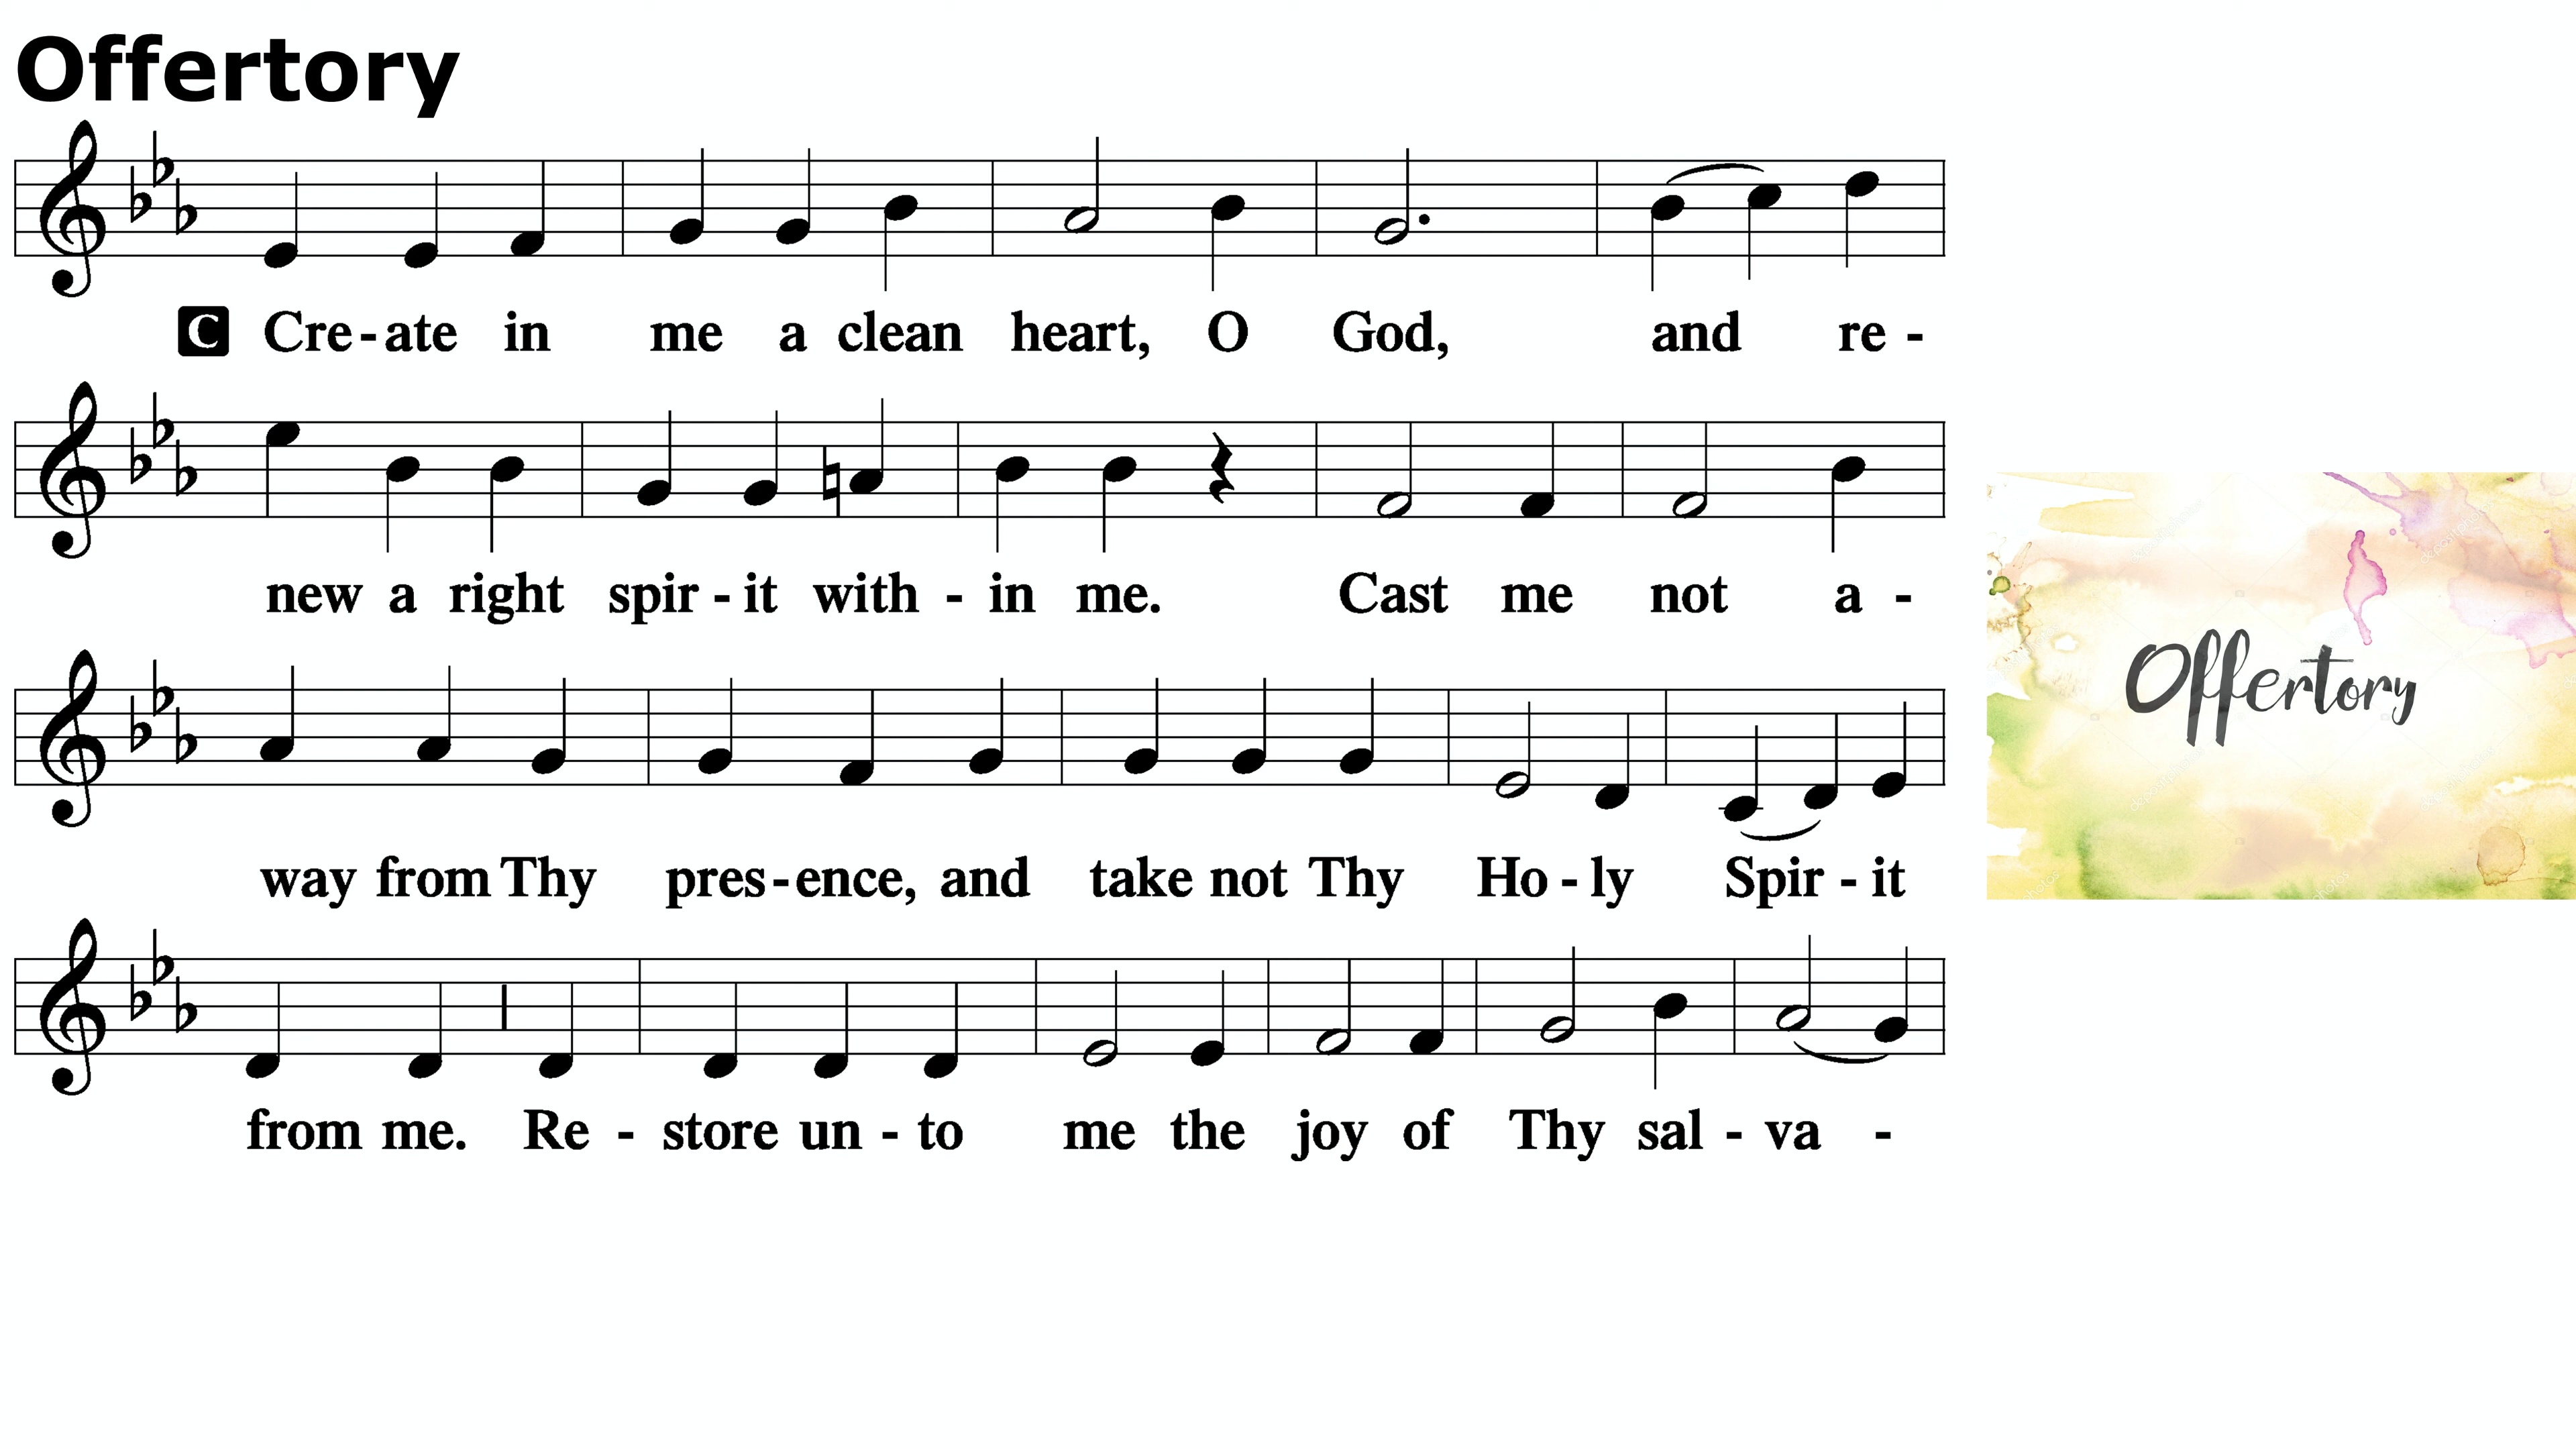 Offertory
C Cre-ate in me a clean heart, O God, and re -
new a right spir - it with - in me. Cast me not a -
way from Thy pres-ence, and take not Thy Ho - ly Spir - it
from me. Re - store un - to me the joy of Thy sal - va -
Offertory